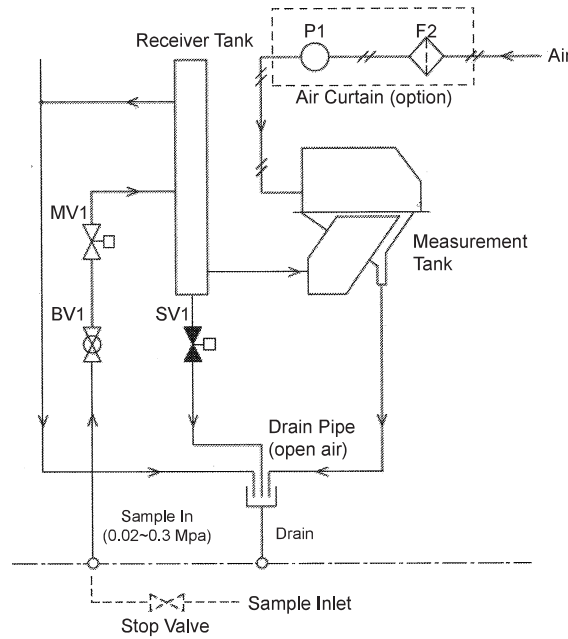 P1
F2
Receiver Tank
Air
Air Curtain (option)
MV1
Measurement
Tank
BV1
SV1
Drain Pipe
(open air)
Sample In
(0.02~0.3 Mpa)
Drain
Sample Inlet
Stop Valve